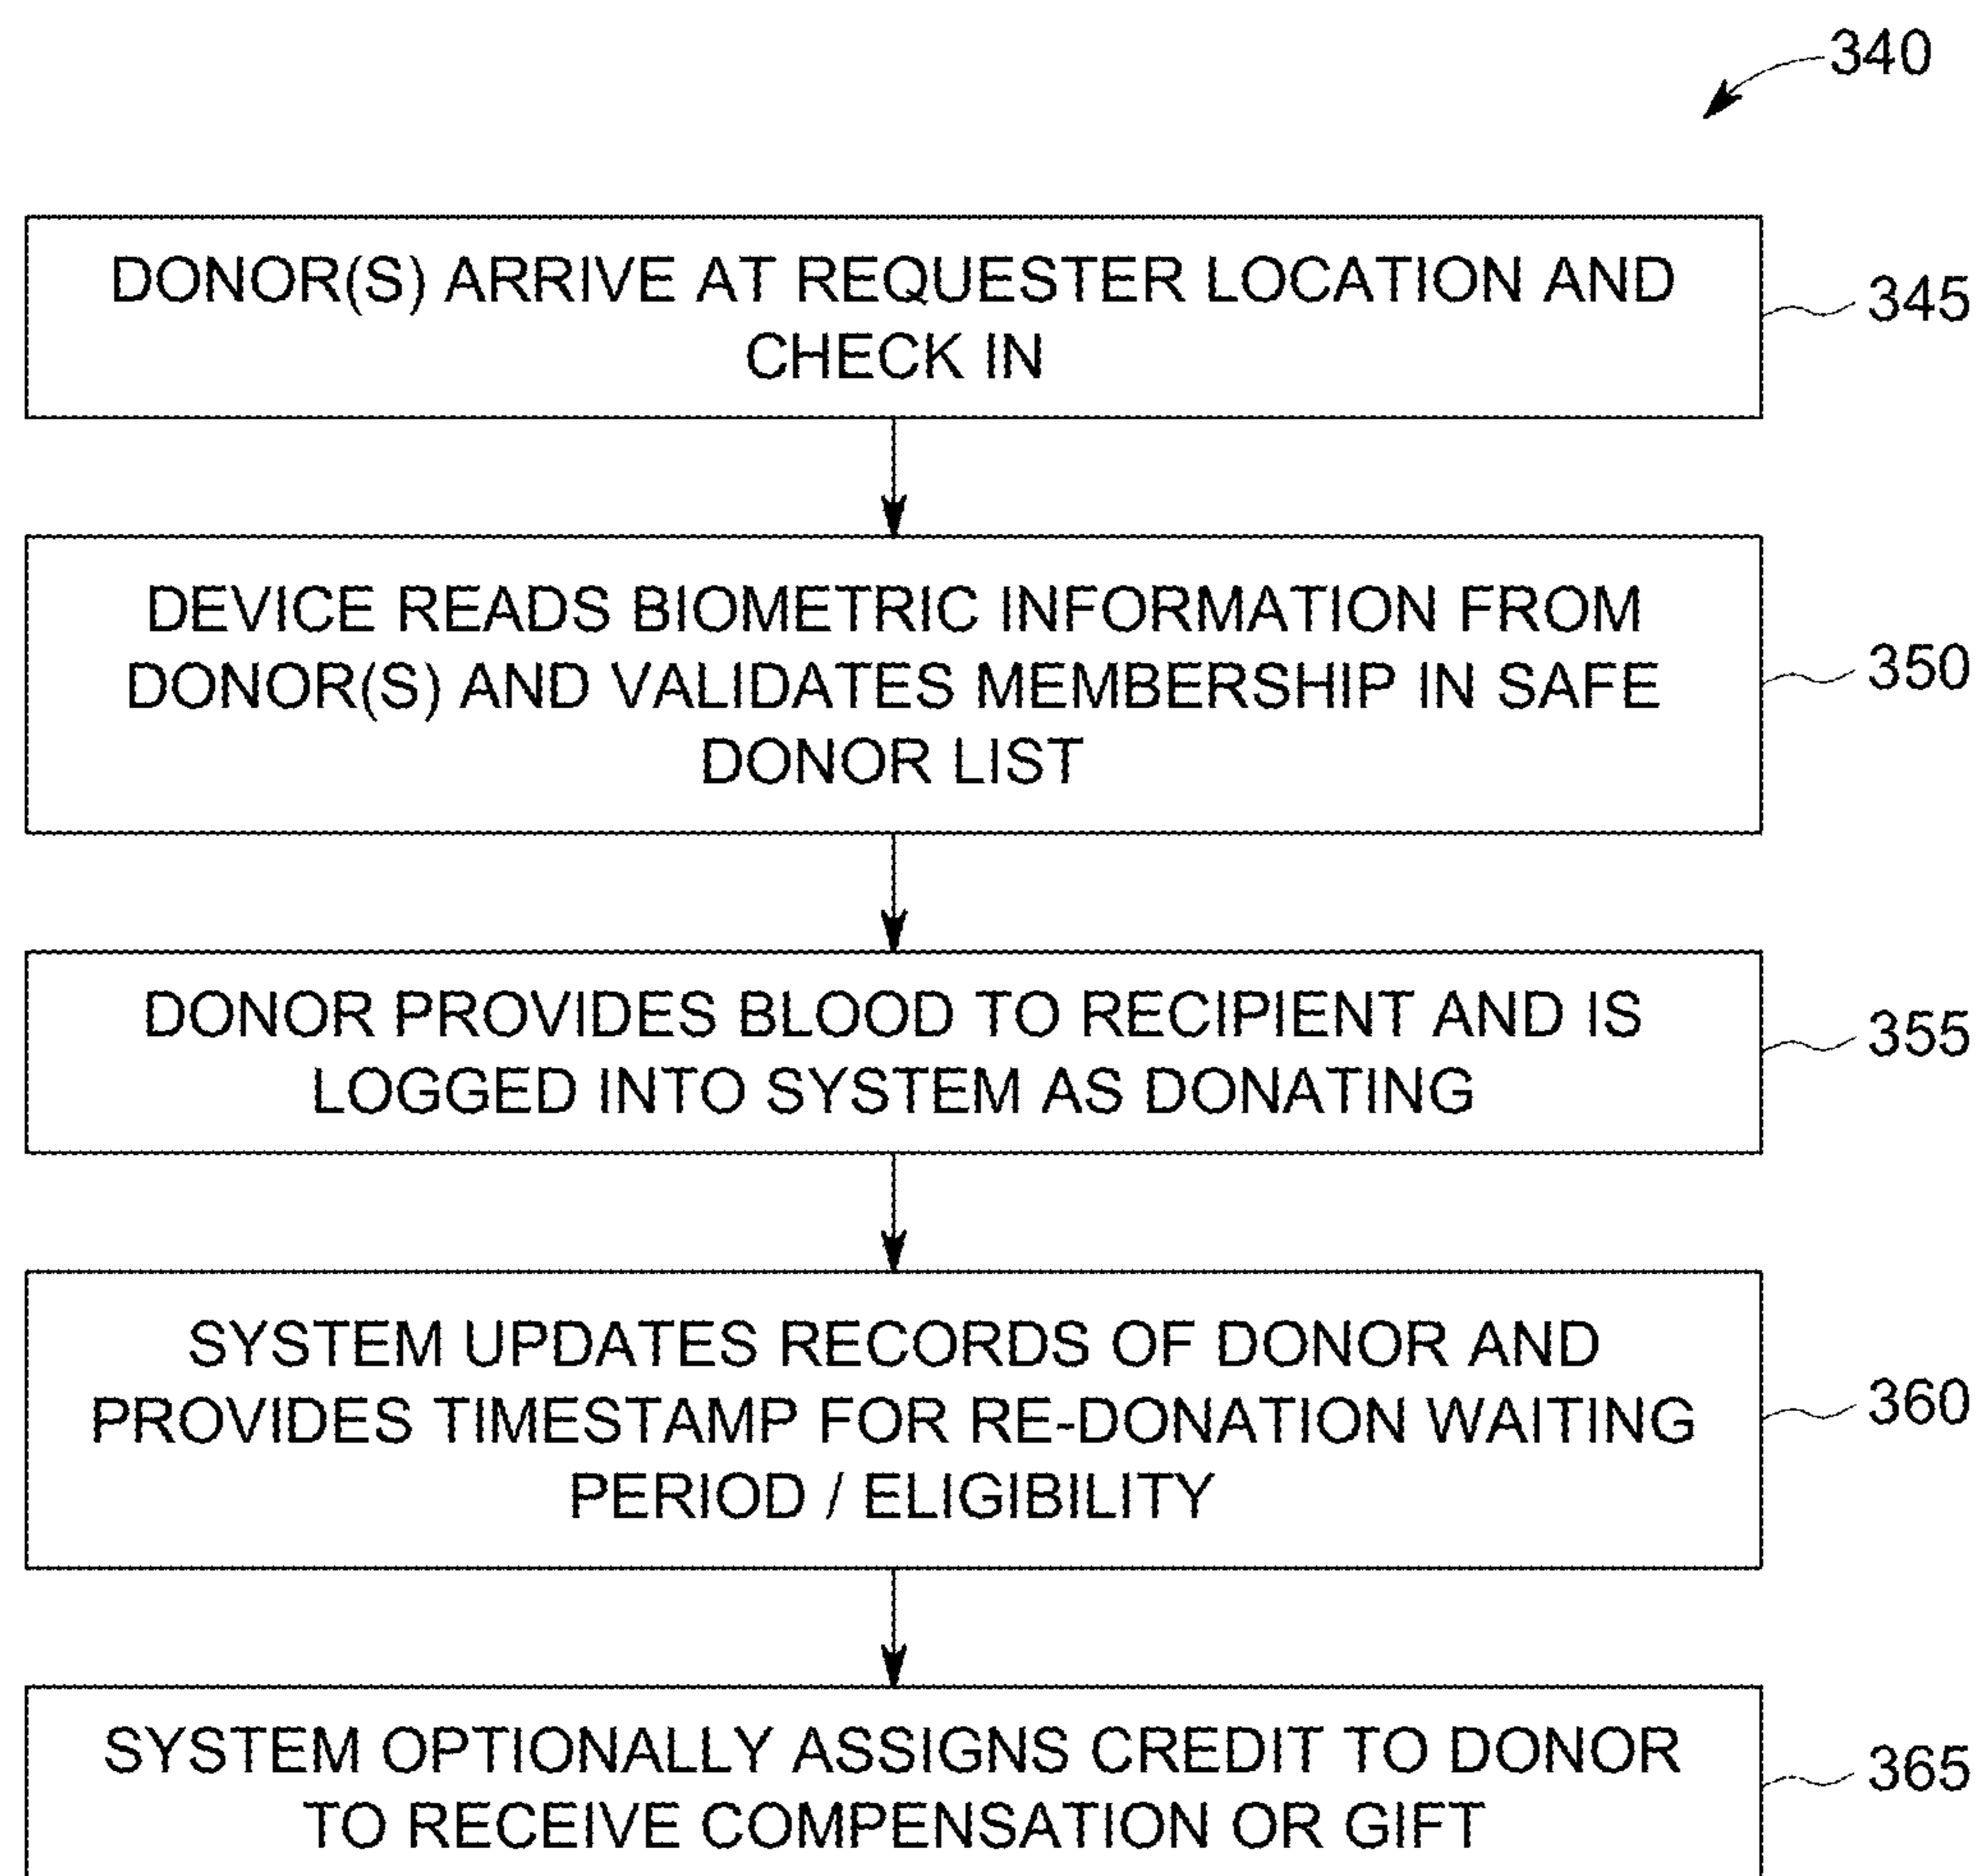 340
DONOR(S) ARRIVE AT REQUESTER LOCATION AND
CHECK IN
345
DEVICE READS BIOMETRIC INFORMATION FROM
DONOR(S) AND VALIDATES MEMBERSHIP IN SAFE
DONOR LIST
350
DONOR PROVIDES BLOOD TO RECIPIENT AND IS
LOGGED INTO SYSTEM AS DONATING
355
SYSTEM UPDATES RECORDS OF DONOR AND
PROVIDES TIMESTAMP FOR RE-DONATION WAITING
PERIOD / ELIGIBILITY
360
SYSTEM OPTIONALLY ASSIGNS CREDIT TO DONOR
TO RECEIVE COMPENSATION OR GIFT
365